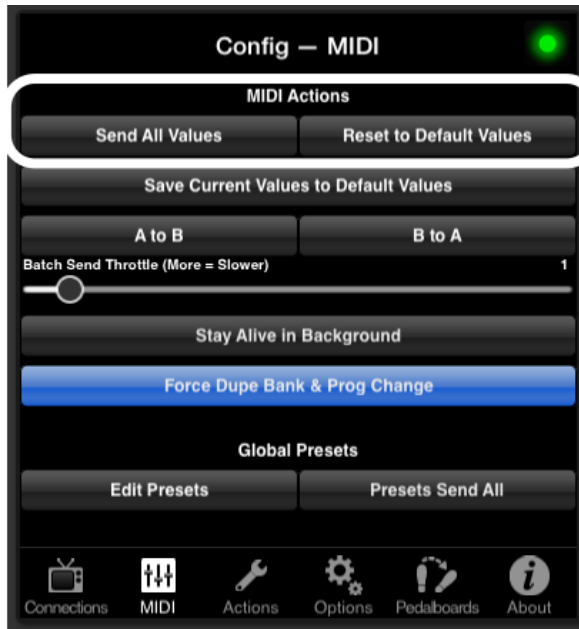 Config — MIDI
MIDI Actions
Send All Values
Reset to Default Values
Save Current Values to Default Values
A to B
B to A
Batch Send Throttle (More = Slower)
1
Stay Alive in Background
Force Dupe Bank & Prog Change
Global Presets
Edit Presets
Presets Send All
Connections
MIDI
Actions
Options
Pedalboards
About